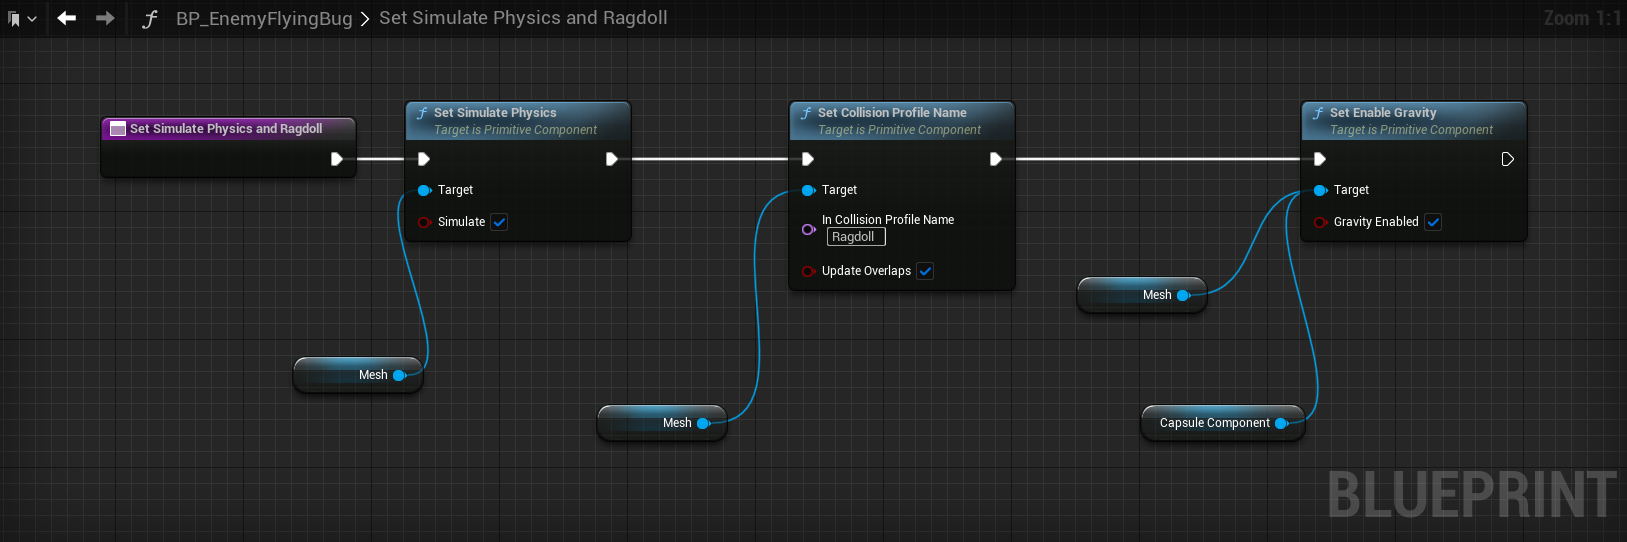 BP_EnemyFlyingBug > Set Simulate Physics and Ragdoll
Zoom 1:1
Set Simulate Physics and Ragdoll
f Set Simulate Physics
Target is Primitive Component
Target
Simulate
Mesh
f Set Collision Profile Name
Target is Primitive Component
Target
In Collision Profile Name
Ragdoll
Update Overlaps
Mesh
f Set Enable Gravity
Target is Primitive Component
Target
Gravity Enabled
Mesh
Capsule Component
BLUEPRINT